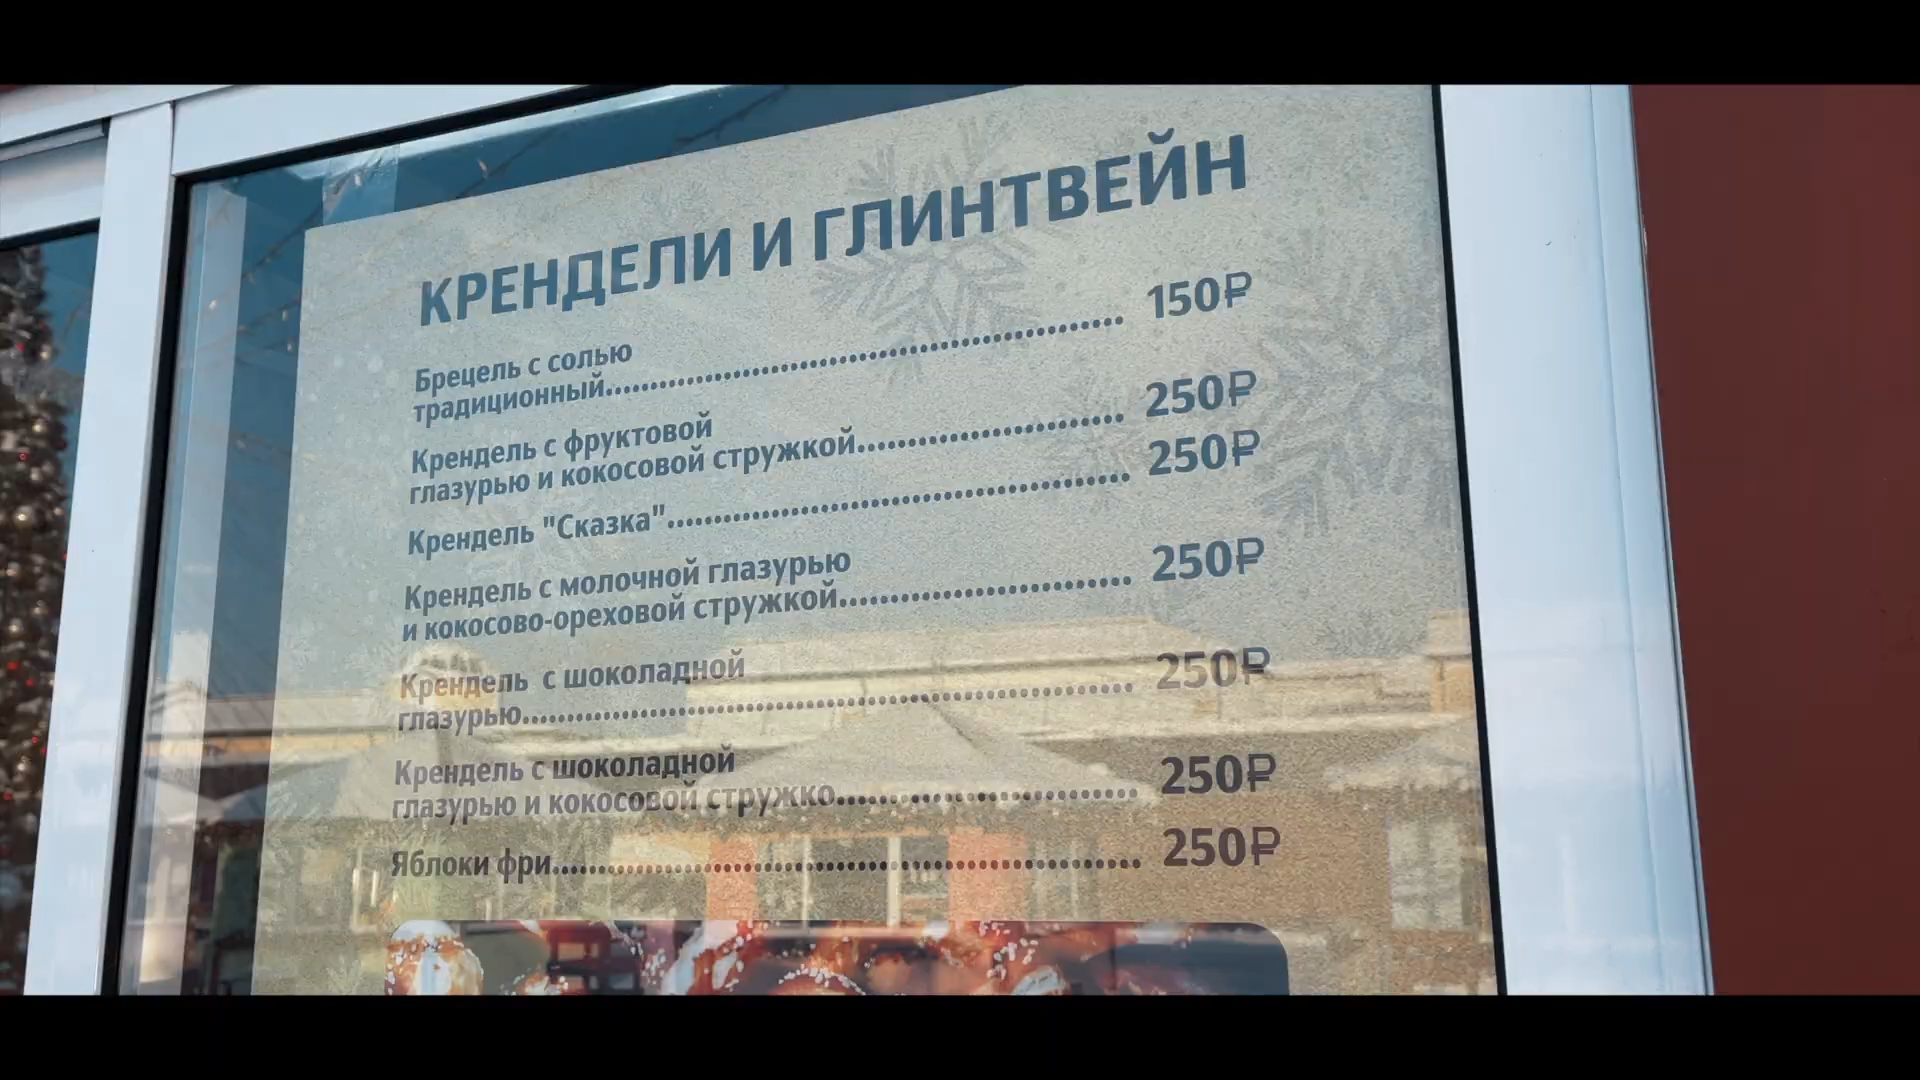 КРЕНДЕЛИ И ГЛИНТВЕЙН
Брецель с солью
традиционный.......................................................... 150₽
Крендель с фруктовой
глазурью и кокосовой стружкой............................. 250₽
Крендель "Сказка".................................................. 250₽
Крендель с молочной глазурью
и кокосово-ореховой стружкой............................... 250₽
Крендель с шоколадной
глазурью.................................................................. 250₽
Крендель с шоколадной
глазурью и кокосовой стружко................................ 250₽
Яблоки фри............................................................... 250₽